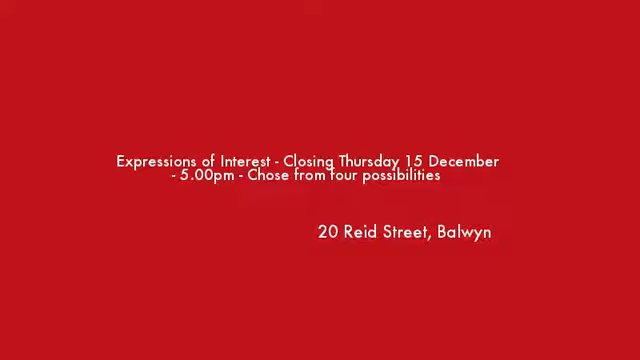 Expressions of Interest - Closing Thursday 15 December
- 5.00pm - Chose from four possibilities
20 Reid Street, Balwyn